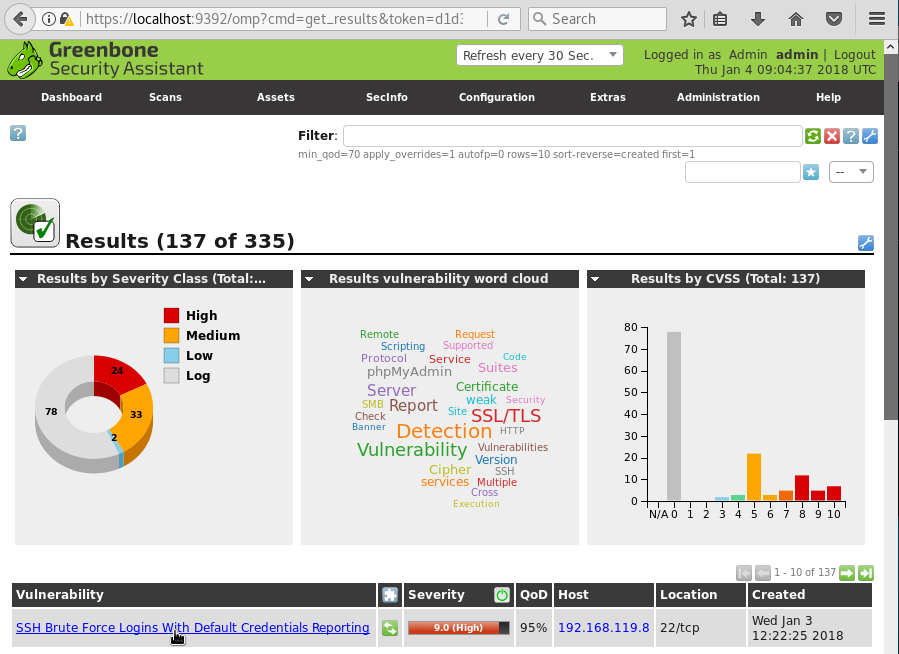 https://localhost:9392/omp?cmd=get_results&token=d1d3
Search
Greenbone
Security Assistant
Refresh every 30 Sec.
Logged in as Admin admin | Logout
Thu Jan 4 09:04:37 2018 UTC
Dashboard Scans Assets SecInfo Configuration Extras Administration Help
?
Filter:
?
min_qod=70 apply_overrides=1 autofp=0 rows=10 sort-reverse=created first=1
--
Results (137 of 335)
Results by Severity Class (Total:...
High
Medium
Low
Log
24
33
2
78
Results vulnerability word cloud
Remote Request
Scripting Supported
Protocol Service Code
phpMyAdmin Suites
Server Certificate
SMB Report weak Security
Check Site SSL/TLS
Banner Detection HTTP
Vulnerability Vulnerabilities
Version
Cipher SSH
services Multiple
Cross
Execution
Results by CVSS (Total: 137)
80
70
60
50
40
30
20
10
0
N/A 0 1 2 3 4 5 6 7 8 9 10
1 - 10 of 137
Vulnerability Severity QoD Host Location Created
SSH Brute Force Logins With Default Credentials Reporting 9.0 (High) 95% 192.168.119.8 22/tcp Wed Jan 3
12:22:25 2018